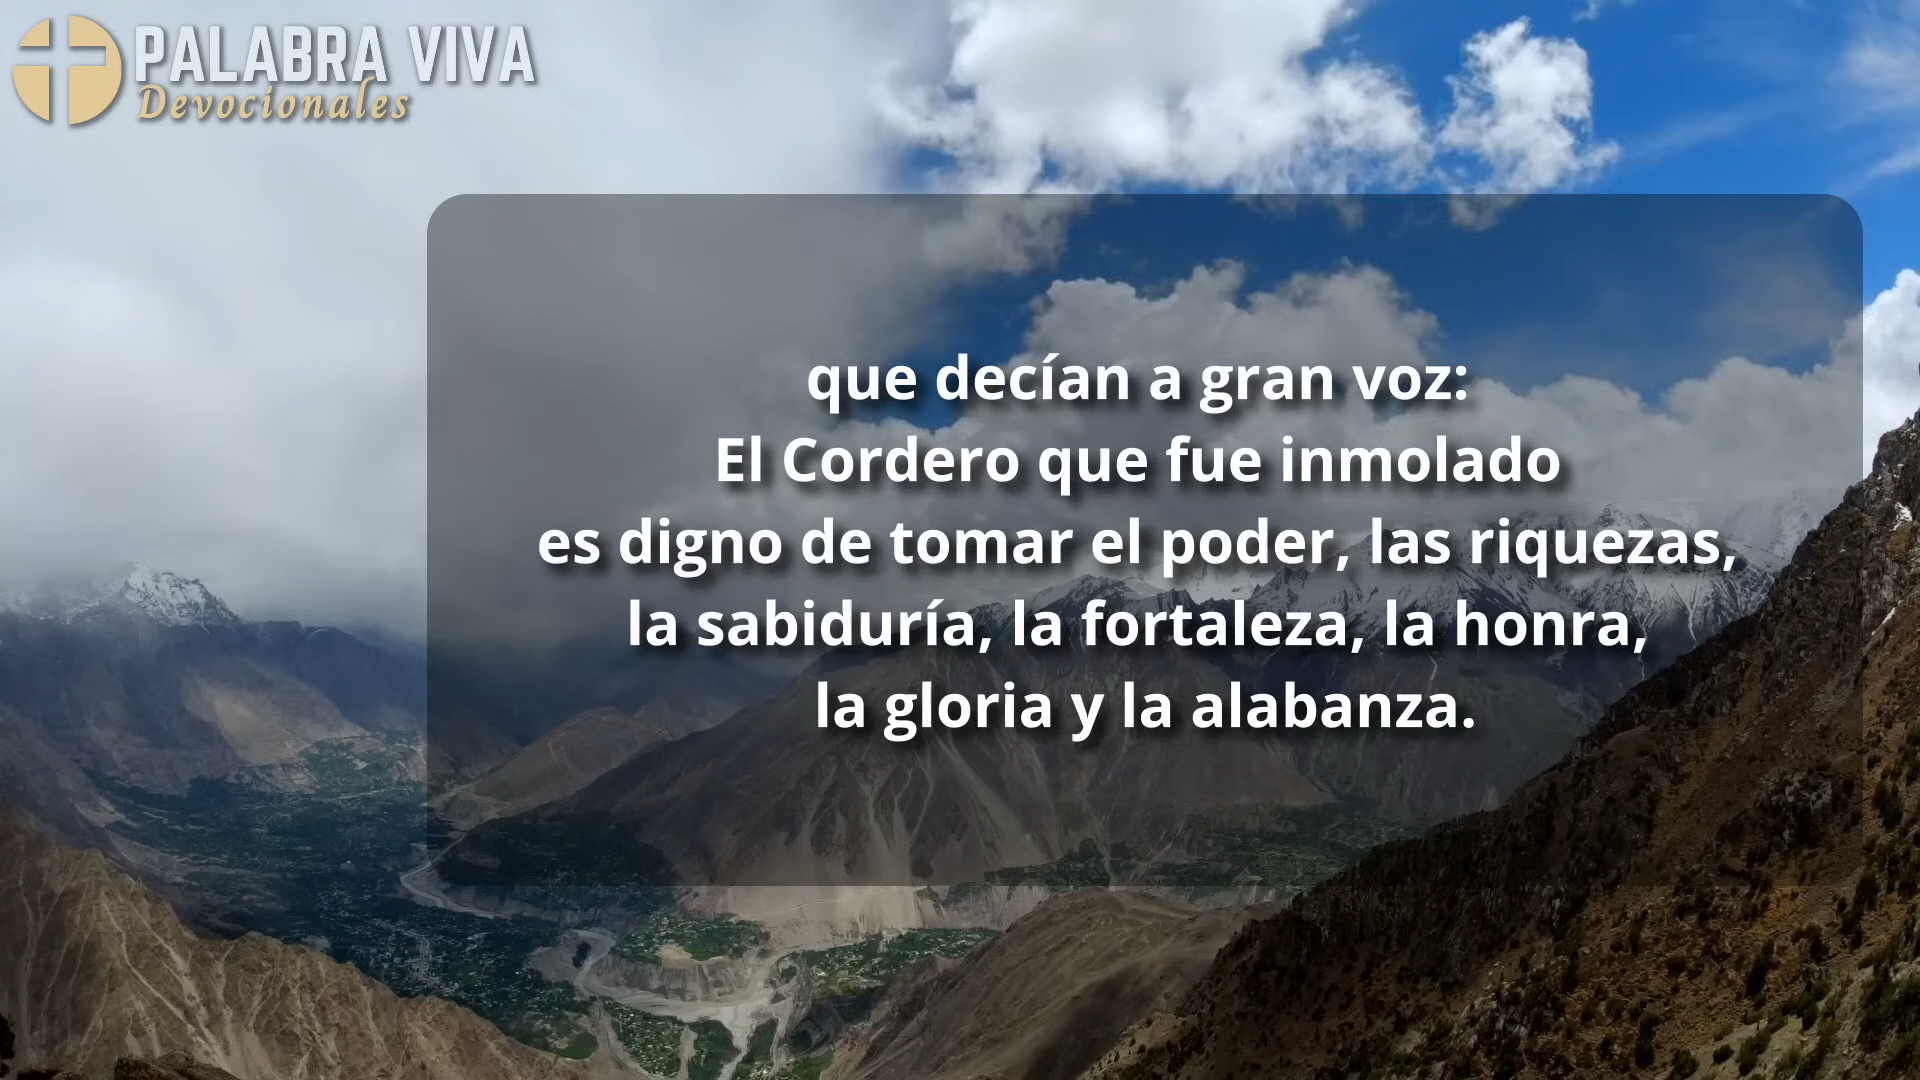 PALABRA VIVA
Devocionales
que decían a gran voz:
El Cordero que fue inmolado
es digno de tomar el poder, las riquezas,
la sabiduría, la fortaleza, la honra,
la gloria y la alabanza.